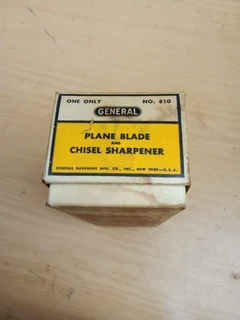 ONE ONLY NO. 810
GENERAL
PLANE BLADE
AND
CHISEL SHARPENER
GENERAL HARDWARE MFG. CO., INC., NEW YORK—U.S.A.